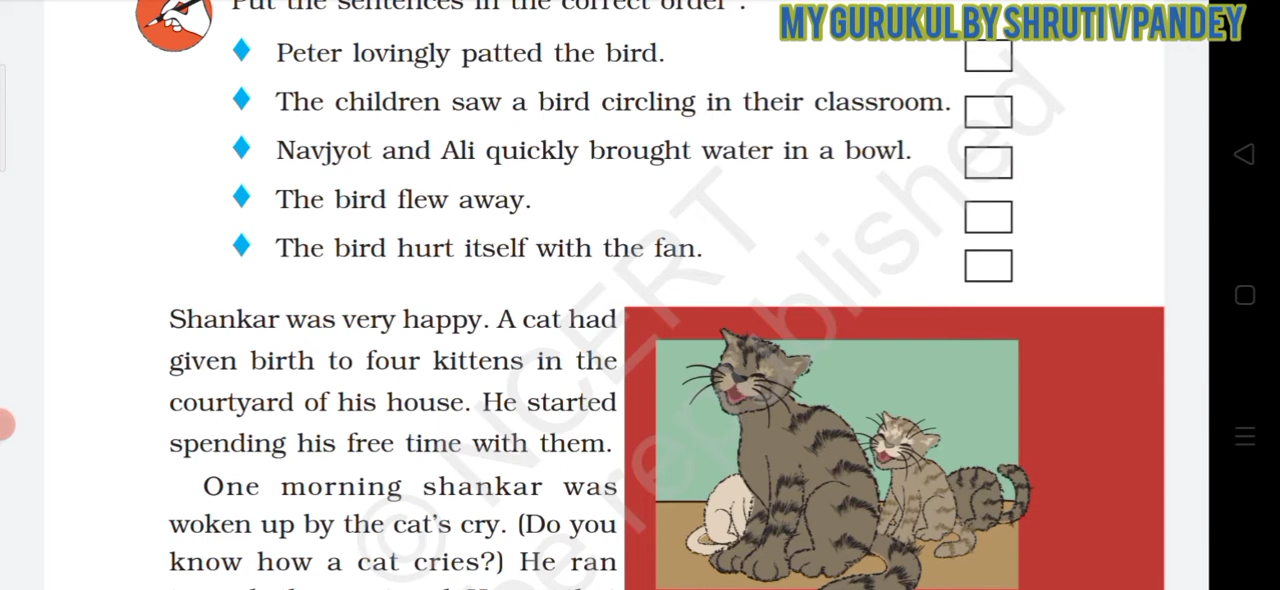 Put the sentences in the correct order :
MY GURUKUL BY SHRUTI V PANDEY
Peter lovingly patted the bird.
The children saw a bird circling in their classroom.
Navjyot and Ali quickly brought water in a bowl.
The bird flew away.
The bird hurt itself with the fan.
Shankar was very happy. A cat had
given birth to four kittens in the
courtyard of his house. He started
spending his free time with them.
One morning shankar was
woken up by the cat's cry. (Do you
know how a cat cries?) He ran
© NCERT
be republished